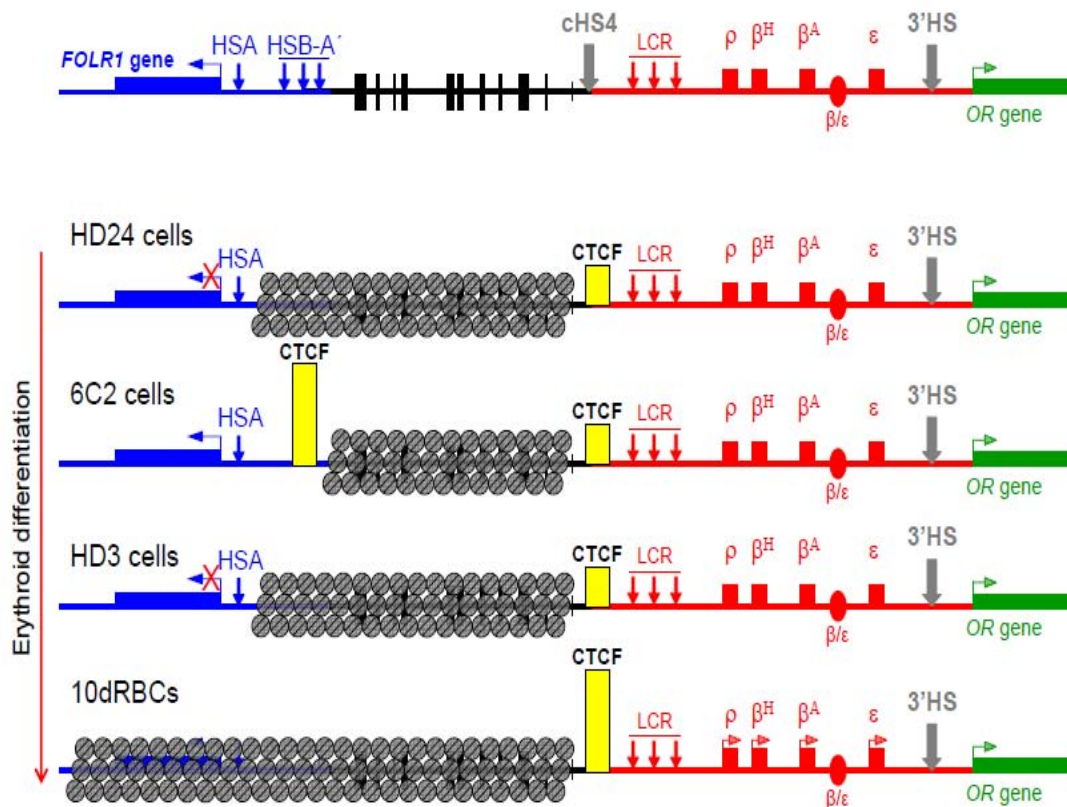 cHS4
3'HS
HSA HSB-A´
LCR
ρ βᴴ βᴬ ε
FOLR1 gene
β/ε
OR gene
HD24 cells
HSA
CTCF
LCR
ρ βᴴ βᴬ ε
3'HS
β/ε
OR gene
CTCF
6C2 cells
HSA
CTCF
LCR
ρ βᴴ βᴬ ε
3'HS
β/ε
OR gene
HD3 cells
HSA
CTCF
LCR
ρ βᴴ βᴬ ε
3'HS
β/ε
OR gene
10dRBCs
CTCF
LCR
ρ βᴴ βᴬ ε
3'HS
β/ε
OR gene
Erythroid differentiation